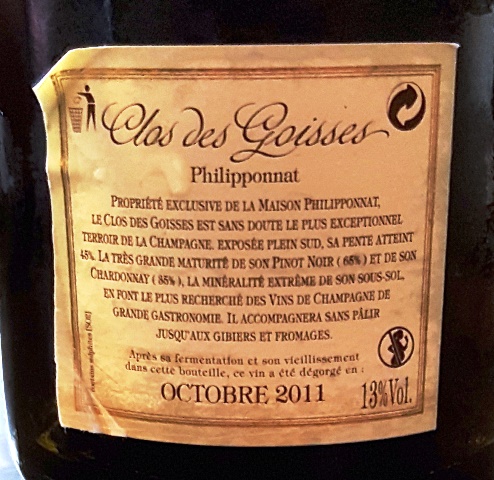 Clos des Goisses
Philipponnat
PROPRIÉTÉ EXCLUSIVE DE LA MAISON PHILIPPONNAT,
LE CLOS DES GOISSES EST SANS DOUTE LE PLUS EXCEPTIONNEL
TERROIR DE LA CHAMPAGNE. EXPOSÉE PLEIN SUD, SA PENTE ATTEINT
45%. LA TRÈS GRANDE MATURITÉ DE SON PINOT NOIR ( 65% ) ET DE SON
CHARDONNAY ( 35% ), LA MINÉRALITÉ EXTRÊME DE SON SOUS-SOL,
EN FONT LE PLUS RECHERCHÉ DES VINS DE CHAMPAGNE DE
GRANDE GASTRONOMIE. IL ACCOMPAGNERA SANS PÂLIR
JUSQU'AUX GIBIERS ET FROMAGES.
Après sa fermentation et son vieillissement
dans cette bouteille, ce vin a été dégorgé en :
OCTOBRE 2011
13%Vol.